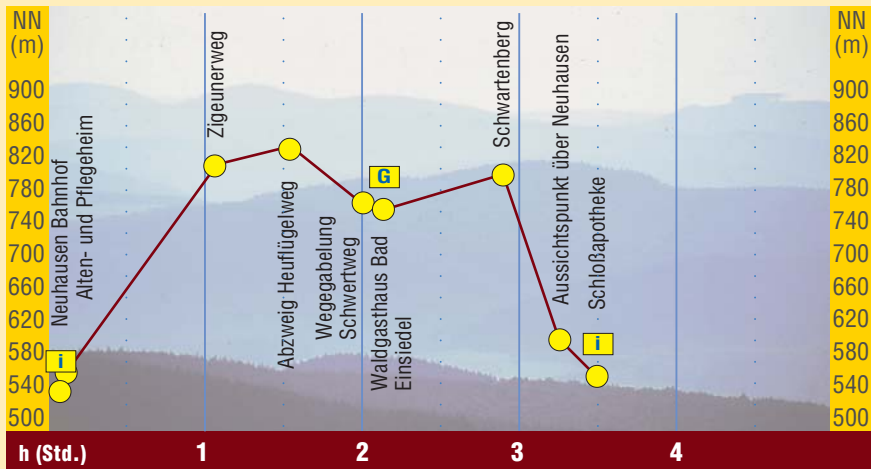 NN
(m)
900
860
820
780
740
700
660
620
580
540
500
Neuhausen Bahnhof
Alten- und Pflegeheim
i
Zigeunerweg
Abzweig Heuflügelweg
Wegegabelung
Schwertweg
G
Waldgasthaus Bad
Einsiedel
Schwartenberg
Aussichtspunkt über Neuhausen
Schloßapotheke
i
NN
(m)
900
860
820
780
740
700
660
620
580
540
500
h (Std.) 1 2 3 4